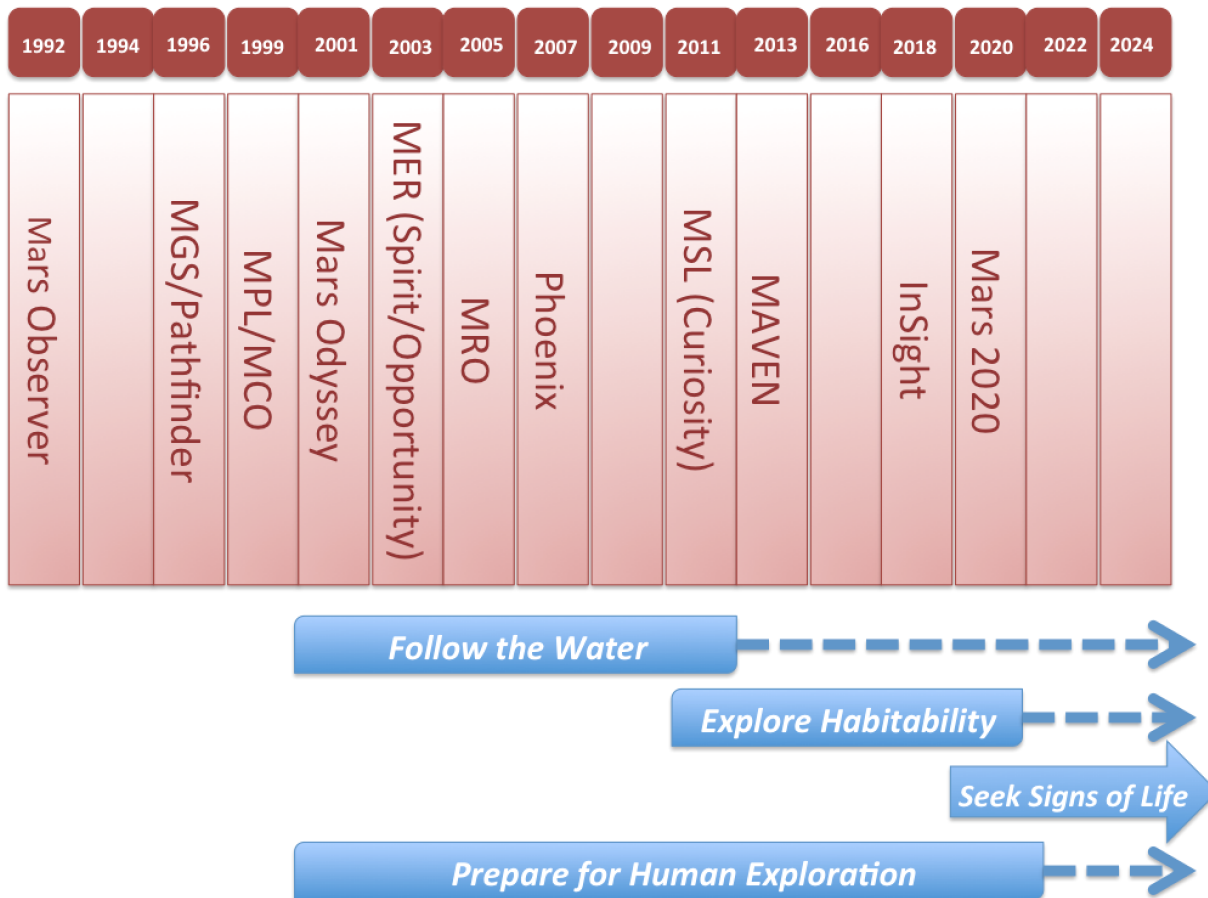 1992 1994 1996 1999 2001 2003 2005 2007 2009 2011 2013 2016 2018 2020 2022 2024
Mars Observer
MGS/Pathfinder
MPL/MCO
Mars Odyssey
MER (Spirit/Opportunity)
MRO
Phoenix
MSL (Curiosity)
MAVEN
InSight
Mars 2020
Follow the Water
Explore Habitability
Seek Signs of Life
Prepare for Human Exploration